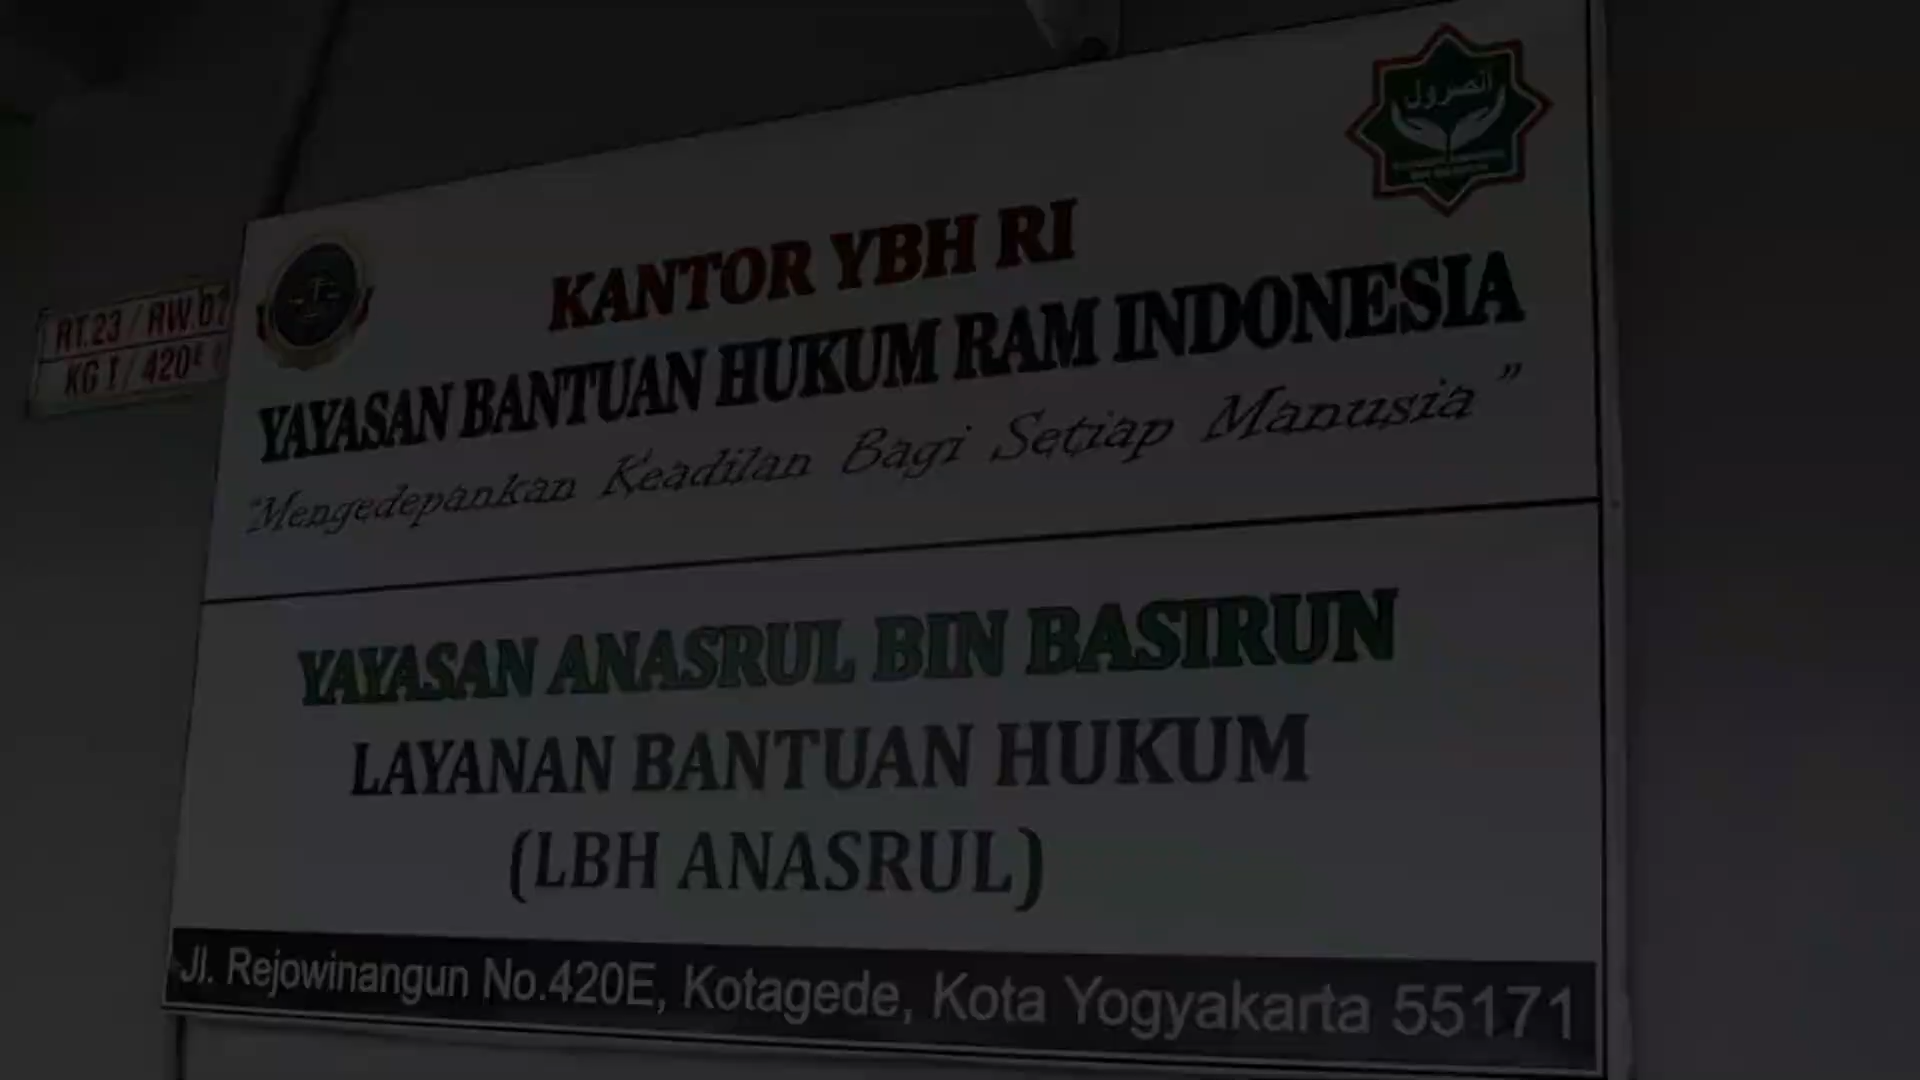 الصرول
KANTOR YBH RI
YAYASAN BANTUAN HUKUM RAM INDONESIA
"Mengedepankan Keadilan Bagi Setiap Manusia"
RT.23 / RW.07
KG I / 420E
YAYASAN ANASRUL BIN BASIRUN
LAYANAN BANTUAN HUKUM
(LBH ANASRUL)
Jl. Rejowinangun No.420E, Kotagede, Kota Yogyakarta 55171